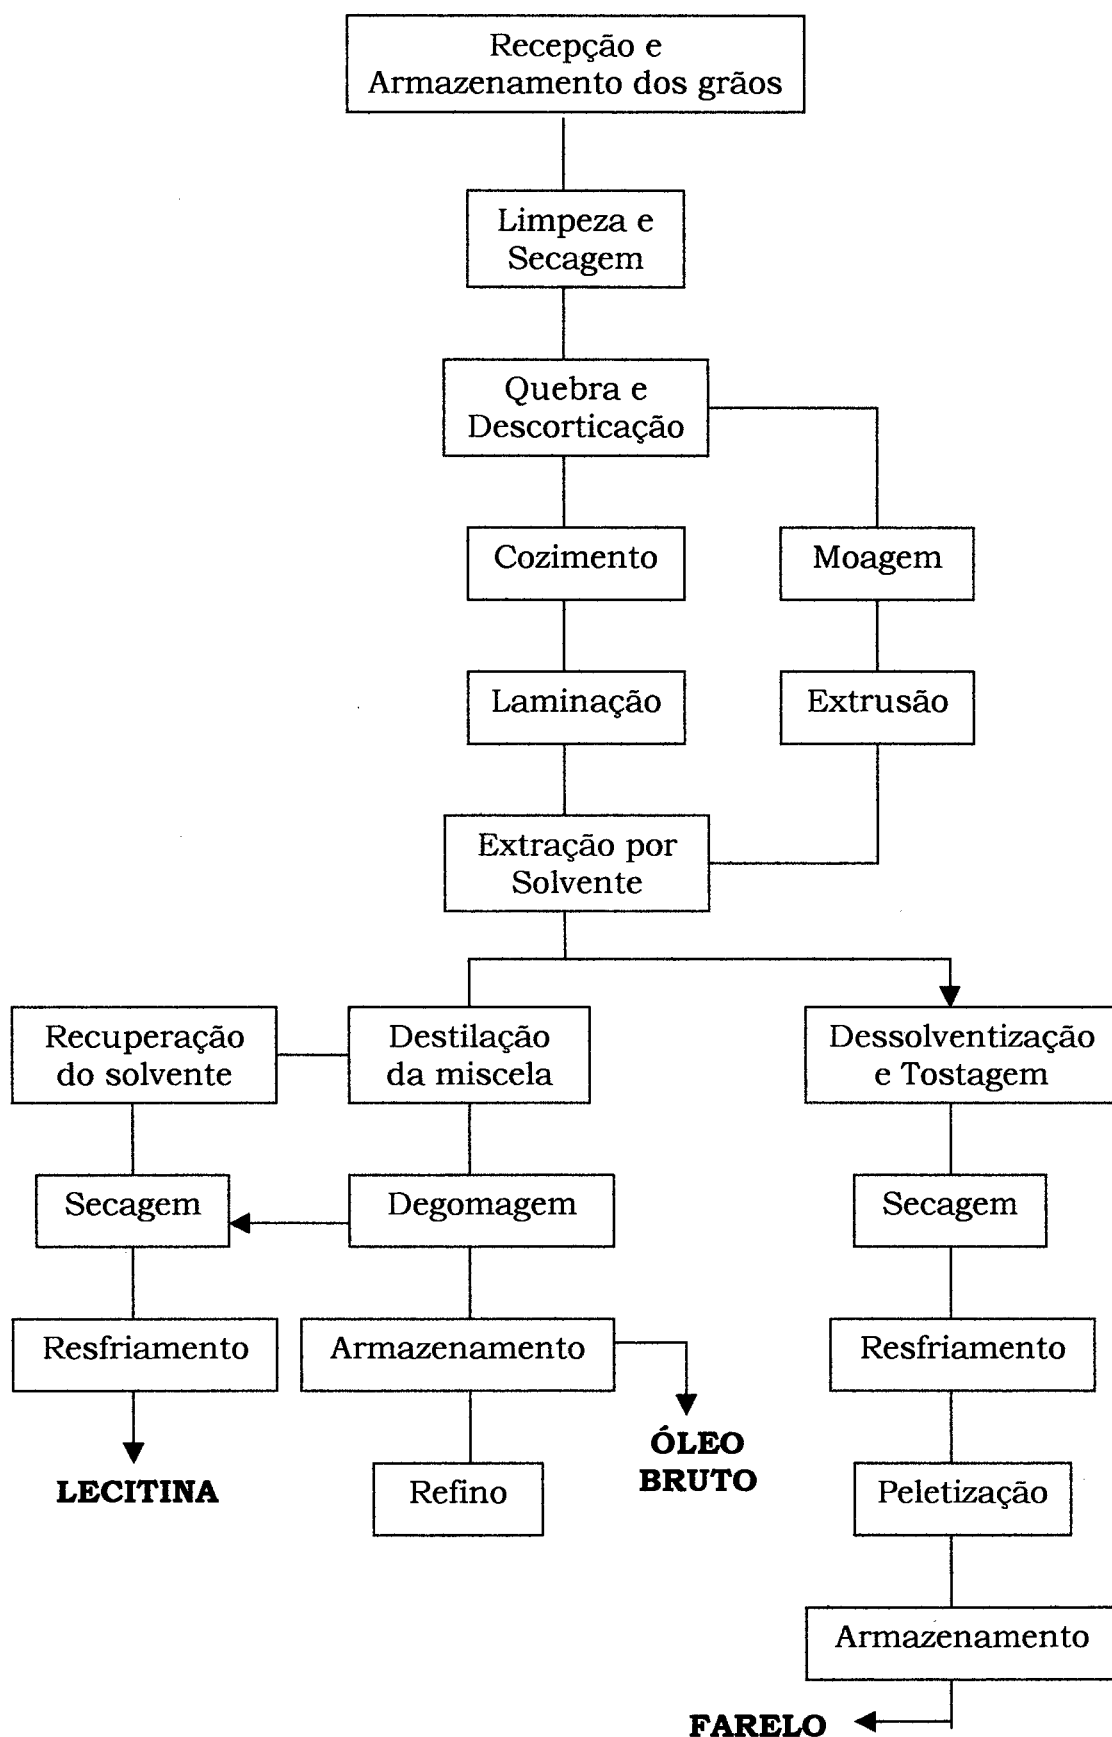 Recepção e
Armazenamento dos grãos
Limpeza e
Secagem
Quebra e
Descorticação
Cozimento
Moagem
Laminação
Extrusão
Extração por
Solvente
Recuperação
do solvente
Destilação
da miscela
Dessolventização
e Tostagem
Secagem
Degomagem
Secagem
Resfriamento
Armazenamento
Resfriamento
LECITINA
Refino
ÓLEO
BRUTO
Peletização
Armazenamento
FARELO